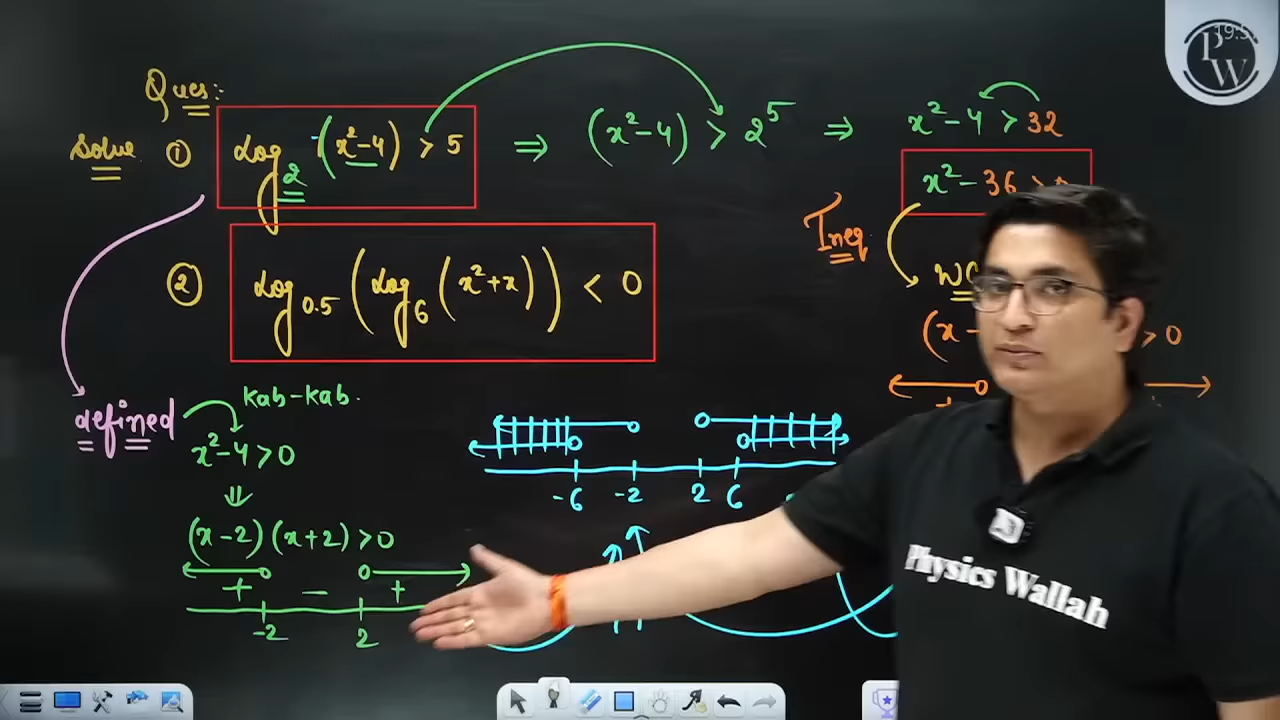 Ques:
Solve ① log₂ (x²-4) > 5 ⇒ (x²-4) > 2⁵ ⇒ x²-4 > 32
x² - 36 >
Ineq.
② log₀.₅ (log₆ (x²+x)) < 0
(x - > 0
defined kab-kab.
x²-4>0
⇓
(x-2)(x+2)>0
+ - +
-2 2
-6 -2 2 6
PW
Physics Wallah